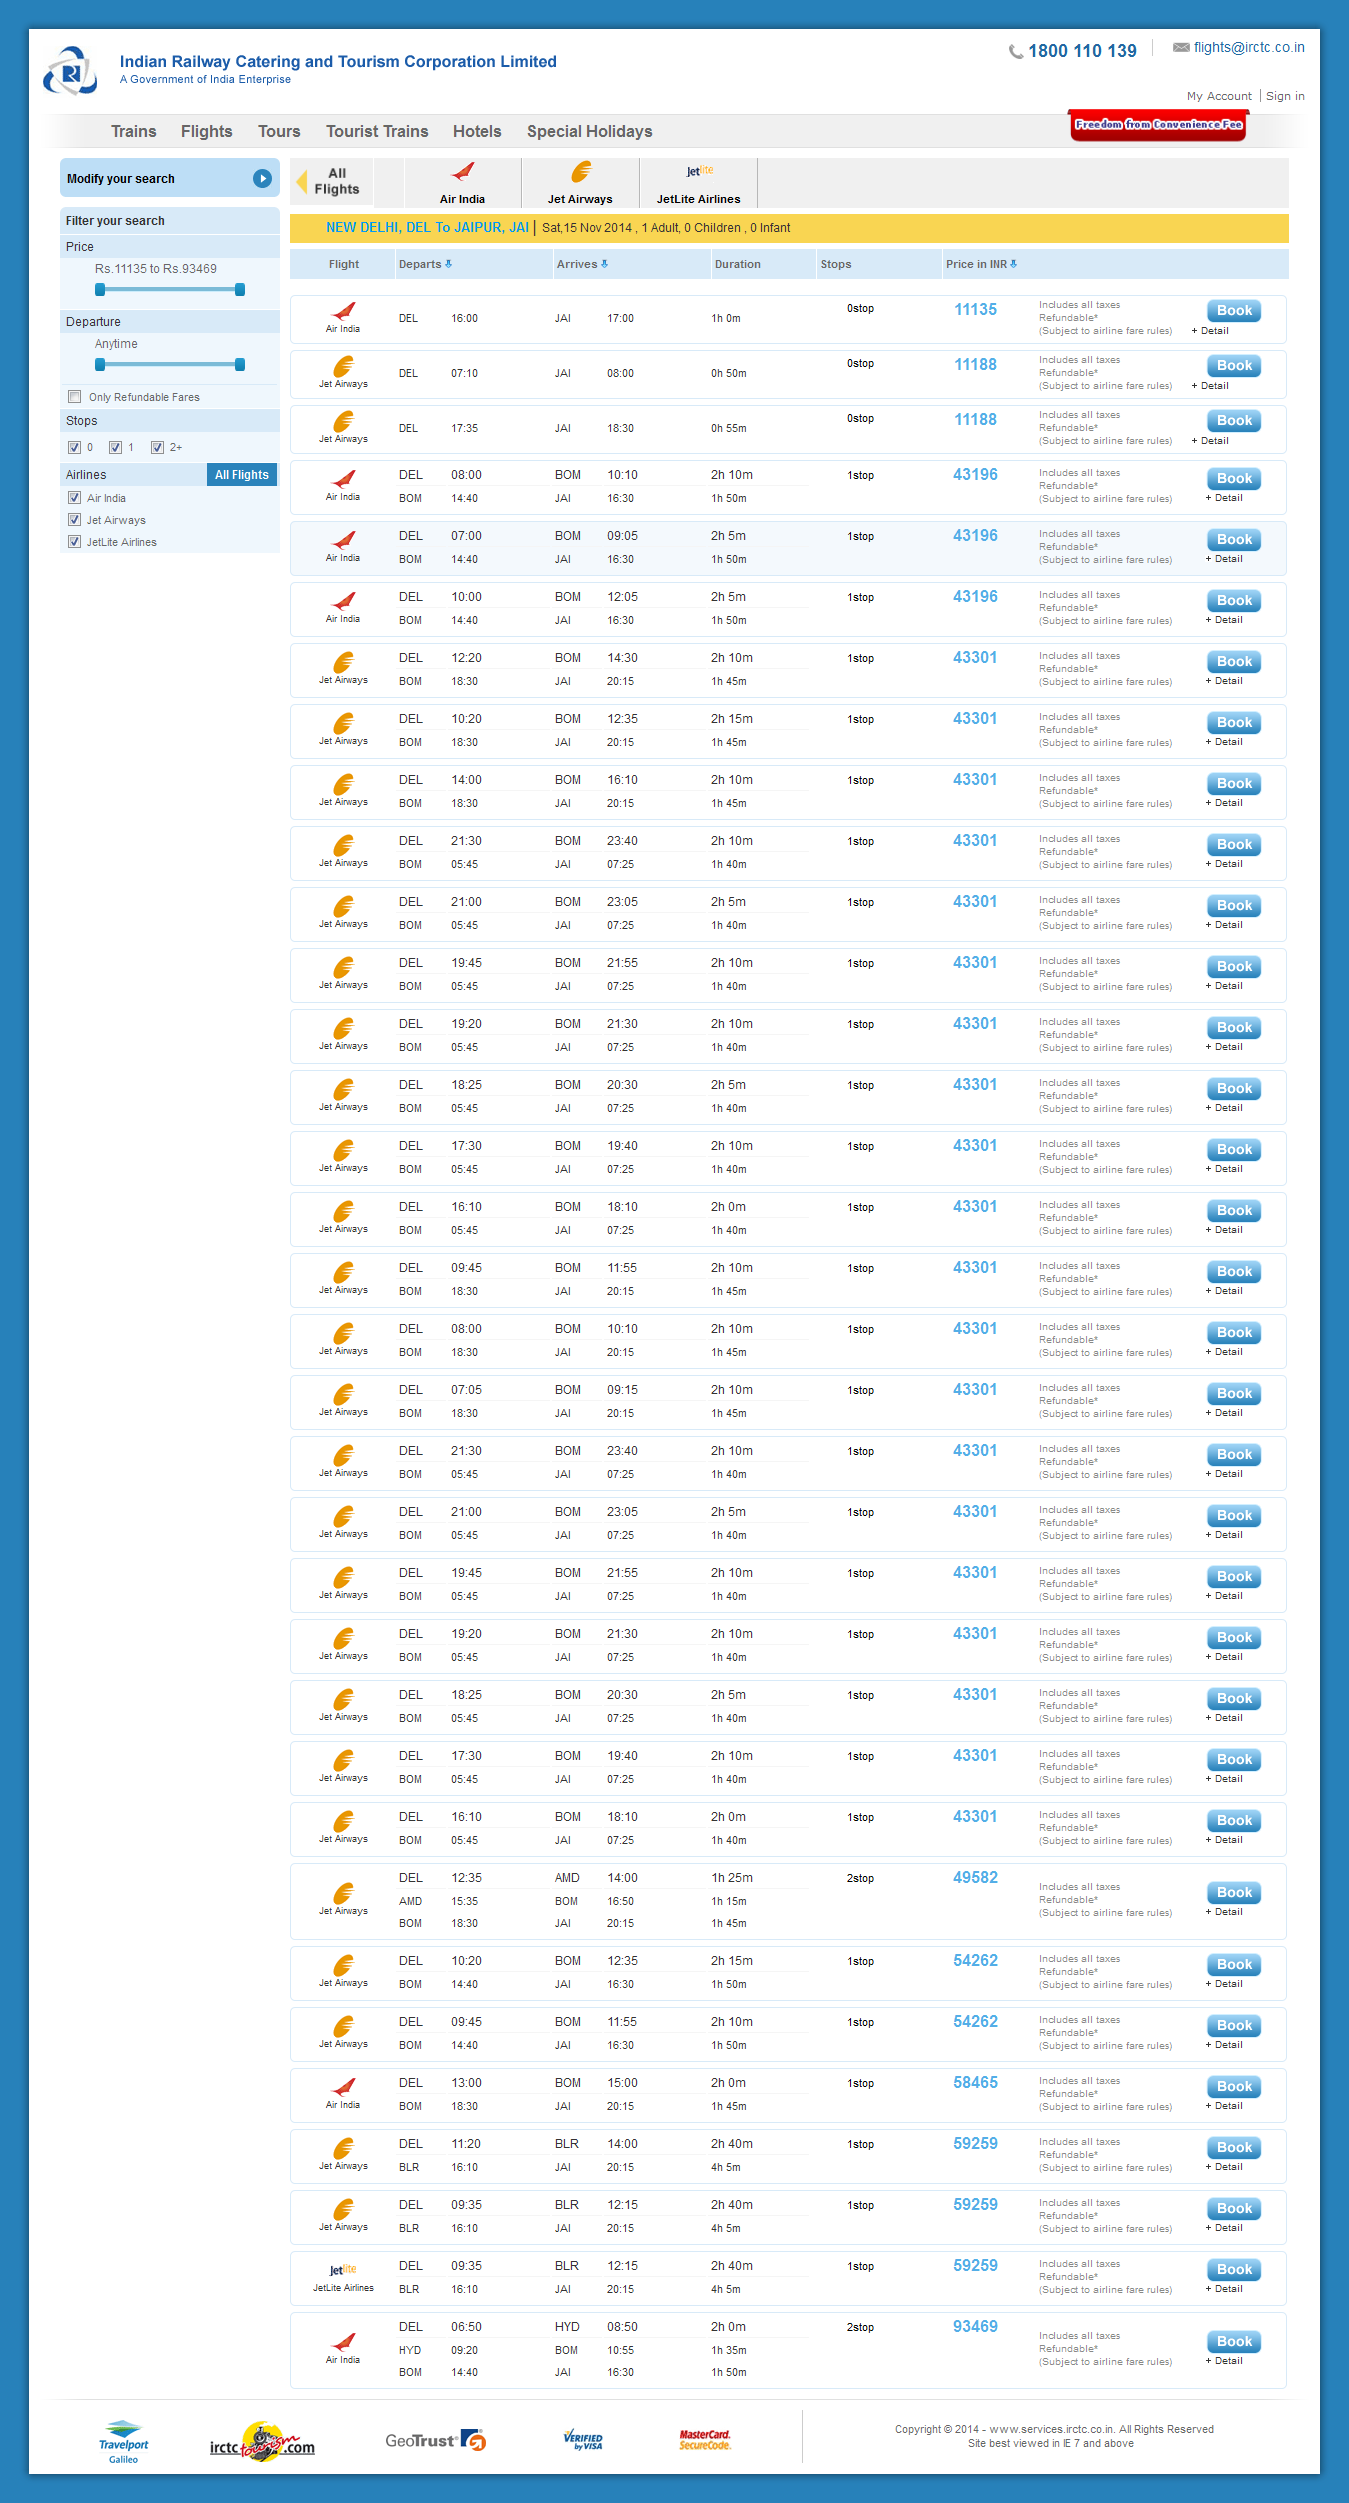 Indian Railway Catering and Tourism Corporation Limited
A Government of India Enterprise
1800 110 139
flights@irctc.co.in
My Account | Sign in
Trains Flights Tours Tourist Trains Hotels Special Holidays
Freedom from Convenience Fee
Modify your search
Filter your search
Price
Rs.11135 to Rs.93469
Departure
Anytime
Only Refundable Fares
Stops
0 1 2+
Airlines All Flights
Air India
Jet Airways
JetLite Airlines
All Flights
Air India
Jet Airways
Jetlite
JetLite Airlines
NEW DELHI, DEL To JAIPUR, JAI | Sat,15 Nov 2014 , 1 Adult, 0 Children , 0 Infant
Flight Departs Arrives Duration Stops Price in INR
Air India DEL 16:00 JAI 17:00 1h 0m 0stop 11135 Includes all taxes Refundable* (Subject to airline fare rules) Book + Detail
Jet Airways DEL 07:10 JAI 08:00 0h 50m 0stop 11188 Includes all taxes Refundable* (Subject to airline fare rules) Book + Detail
Jet Airways DEL 17:35 JAI 18:30 0h 55m 0stop 11188 Includes all taxes Refundable* (Subject to airline fare rules) Book + Detail
Air India DEL 08:00 BOM 10:10 2h 10m 1stop 43196 Includes all taxes Refundable* (Subject to airline fare rules) Book + Detail
BOM 14:40 JAI 16:30 1h 50m
Air India DEL 07:00 BOM 09:05 2h 5m 1stop 43196 Includes all taxes Refundable* (Subject to airline fare rules) Book + Detail
BOM 14:40 JAI 16:30 1h 50m
Air India DEL 10:00 BOM 12:05 2h 5m 1stop 43196 Includes all taxes Refundable* (Subject to airline fare rules) Book + Detail
BOM 14:40 JAI 16:30 1h 50m
Jet Airways DEL 12:20 BOM 14:30 2h 10m 1stop 43301 Includes all taxes Refundable* (Subject to airline fare rules) Book + Detail
BOM 18:30 JAI 20:15 1h 45m
Jet Airways DEL 10:20 BOM 12:35 2h 15m 1stop 43301 Includes all taxes Refundable* (Subject to airline fare rules) Book + Detail
BOM 18:30 JAI 20:15 1h 45m
Jet Airways DEL 14:00 BOM 16:10 2h 10m 1stop 43301 Includes all taxes Refundable* (Subject to airline fare rules) Book + Detail
BOM 18:30 JAI 20:15 1h 45m
Jet Airways DEL 21:30 BOM 23:40 2h 10m 1stop 43301 Includes all taxes Refundable* (Subject to airline fare rules) Book + Detail
BOM 05:45 JAI 07:25 1h 40m
Jet Airways DEL 21:00 BOM 23:05 2h 5m 1stop 43301 Includes all taxes Refundable* (Subject to airline fare rules) Book + Detail
BOM 05:45 JAI 07:25 1h 40m
Jet Airways DEL 19:45 BOM 21:55 2h 10m 1stop 43301 Includes all taxes Refundable* (Subject to airline fare rules) Book + Detail
BOM 05:45 JAI 07:25 1h 40m
Jet Airways DEL 19:20 BOM 21:30 2h 10m 1stop 43301 Includes all taxes Refundable* (Subject to airline fare rules) Book + Detail
BOM 05:45 JAI 07:25 1h 40m
Jet Airways DEL 18:25 BOM 20:30 2h 5m 1stop 43301 Includes all taxes Refundable* (Subject to airline fare rules) Book + Detail
BOM 05:45 JAI 07:25 1h 40m
Jet Airways DEL 17:30 BOM 19:40 2h 10m 1stop 43301 Includes all taxes Refundable* (Subject to airline fare rules) Book + Detail
BOM 05:45 JAI 07:25 1h 40m
Jet Airways DEL 16:10 BOM 18:10 2h 0m 1stop 43301 Includes all taxes Refundable* (Subject to airline fare rules) Book + Detail
BOM 05:45 JAI 07:25 1h 40m
Jet Airways DEL 09:45 BOM 11:55 2h 10m 1stop 43301 Includes all taxes Refundable* (Subject to airline fare rules) Book + Detail
BOM 18:30 JAI 20:15 1h 45m
Jet Airways DEL 08:00 BOM 10:10 2h 10m 1stop 43301 Includes all taxes Refundable* (Subject to airline fare rules) Book + Detail
BOM 18:30 JAI 20:15 1h 45m
Jet Airways DEL 07:05 BOM 09:15 2h 10m 1stop 43301 Includes all taxes Refundable* (Subject to airline fare rules) Book + Detail
BOM 18:30 JAI 20:15 1h 45m
Jet Airways DEL 21:30 BOM 23:40 2h 10m 1stop 43301 Includes all taxes Refundable* (Subject to airline fare rules) Book + Detail
BOM 05:45 JAI 07:25 1h 40m
Jet Airways DEL 21:00 BOM 23:05 2h 5m 1stop 43301 Includes all taxes Refundable* (Subject to airline fare rules) Book + Detail
BOM 05:45 JAI 07:25 1h 40m
Jet Airways DEL 19:45 BOM 21:55 2h 10m 1stop 43301 Includes all taxes Refundable* (Subject to airline fare rules) Book + Detail
BOM 05:45 JAI 07:25 1h 40m
Jet Airways DEL 19:20 BOM 21:30 2h 10m 1stop 43301 Includes all taxes Refundable* (Subject to airline fare rules) Book + Detail
BOM 05:45 JAI 07:25 1h 40m
Jet Airways DEL 18:25 BOM 20:30 2h 5m 1stop 43301 Includes all taxes Refundable* (Subject to airline fare rules) Book + Detail
BOM 05:45 JAI 07:25 1h 40m
Jet Airways DEL 17:30 BOM 19:40 2h 10m 1stop 43301 Includes all taxes Refundable* (Subject to airline fare rules) Book + Detail
BOM 05:45 JAI 07:25 1h 40m
Jet Airways DEL 16:10 BOM 18:10 2h 0m 1stop 43301 Includes all taxes Refundable* (Subject to airline fare rules) Book + Detail
BOM 05:45 JAI 07:25 1h 40m
Jet Airways DEL 12:35 AMD 14:00 1h 25m 2stop 49582 Includes all taxes Refundable* (Subject to airline fare rules) Book + Detail
AMD 15:35 BOM 16:50 1h 15m
BOM 18:30 JAI 20:15 1h 45m
Jet Airways DEL 10:20 BOM 12:35 2h 15m 1stop 54262 Includes all taxes Refundable* (Subject to airline fare rules) Book + Detail
BOM 14:40 JAI 16:30 1h 50m
Jet Airways DEL 09:45 BOM 11:55 2h 10m 1stop 54262 Includes all taxes Refundable* (Subject to airline fare rules) Book + Detail
BOM 14:40 JAI 16:30 1h 50m
Air India DEL 13:00 BOM 15:00 2h 0m 1stop 58465 Includes all taxes Refundable* (Subject to airline fare rules) Book + Detail
BOM 18:30 JAI 20:15 1h 45m
Jet Airways DEL 11:20 BLR 14:00 2h 40m 1stop 59259 Includes all taxes Refundable* (Subject to airline fare rules) Book + Detail
BLR 16:10 JAI 20:15 4h 5m
Jet Airways DEL 09:35 BLR 12:15 2h 40m 1stop 59259 Includes all taxes Refundable* (Subject to airline fare rules) Book + Detail
BLR 16:10 JAI 20:15 4h 5m
Jetlite JetLite Airlines DEL 09:35 BLR 12:15 2h 40m 1stop 59259 Includes all taxes Refundable* (Subject to airline fare rules) Book + Detail
BLR 16:10 JAI 20:15 4h 5m
Air India DEL 06:50 HYD 08:50 2h 0m 2stop 93469 Includes all taxes Refundable* (Subject to airline fare rules) Book + Detail
HYD 09:20 BOM 10:55 1h 35m
BOM 14:40 JAI 16:30 1h 50m
Travelport
Galileo
irctc tourism .com
GeoTrust
VERIFIED by VISA
MasterCard. SecureCode.
Copyright © 2014 - www.services.irctc.co.in. All Rights Reserved
Site best viewed in IE 7 and above